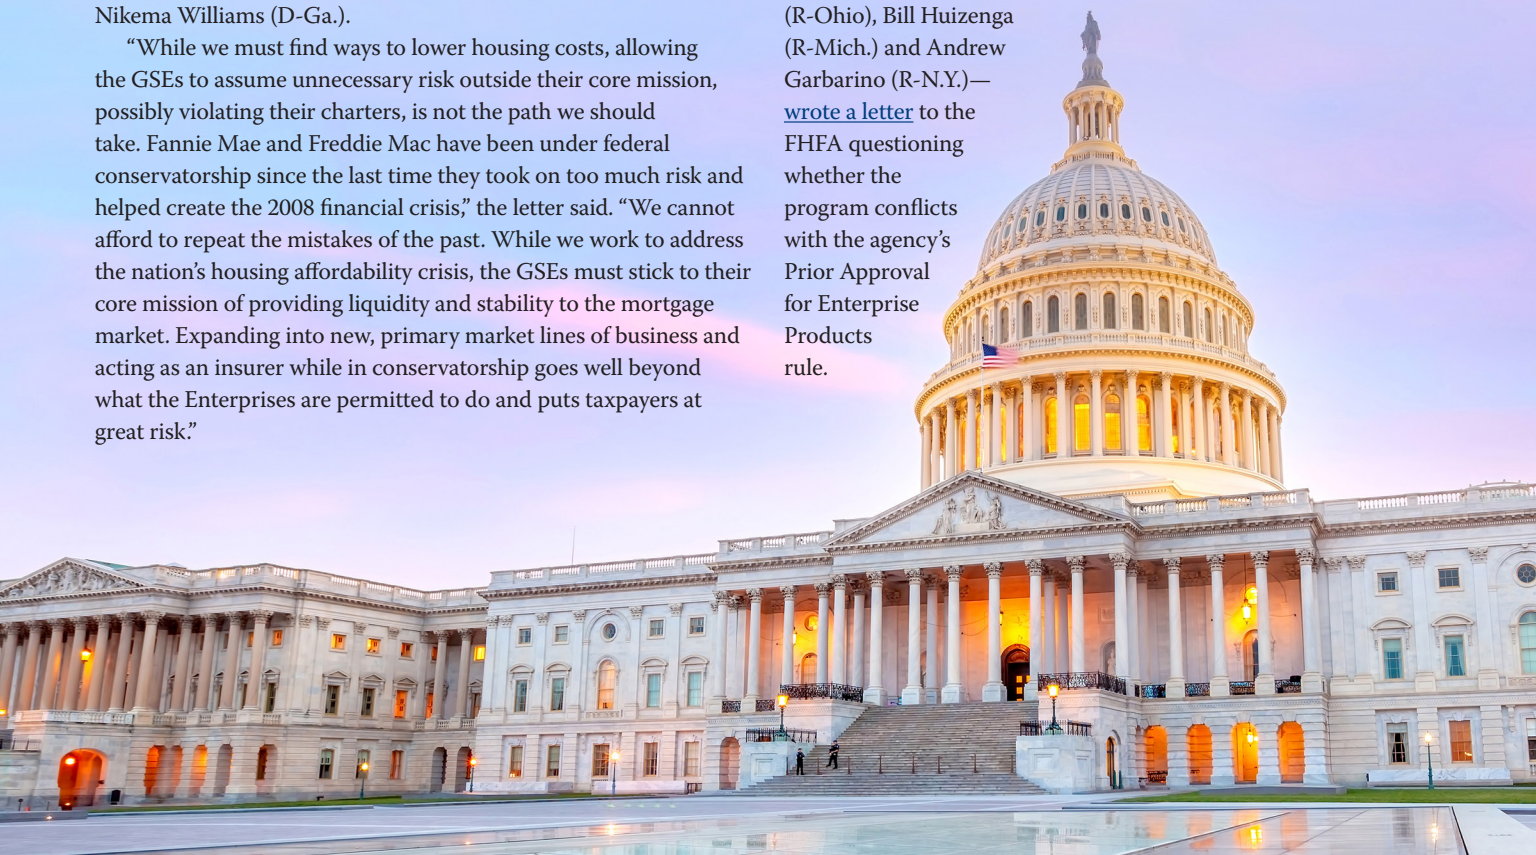 Nikema Williams (D-Ga.).
“While we must find ways to lower housing costs, allowing
the GSEs to assume unnecessary risk outside their core mission,
possibly violating their charters, is not the path we should
take. Fannie Mae and Freddie Mac have been under federal
conservatorship since the last time they took on too much risk and
helped create the 2008 financial crisis,” the letter said. “We cannot
afford to repeat the mistakes of the past. While we work to address
the nation’s housing affordability crisis, the GSEs must stick to their
core mission of providing liquidity and stability to the mortgage
market. Expanding into new, primary market lines of business and
acting as an insurer while in conservatorship goes well beyond
what the Enterprises are permitted to do and puts taxpayers at
great risk.”
(R-Ohio), Bill Huizenga
(R-Mich.) and Andrew
Garbarino (R-N.Y.)—
wrote a letter to the
FHFA questioning
whether the
program conflicts
with the agency’s
Prior Approval
for Enterprise
Products
rule.